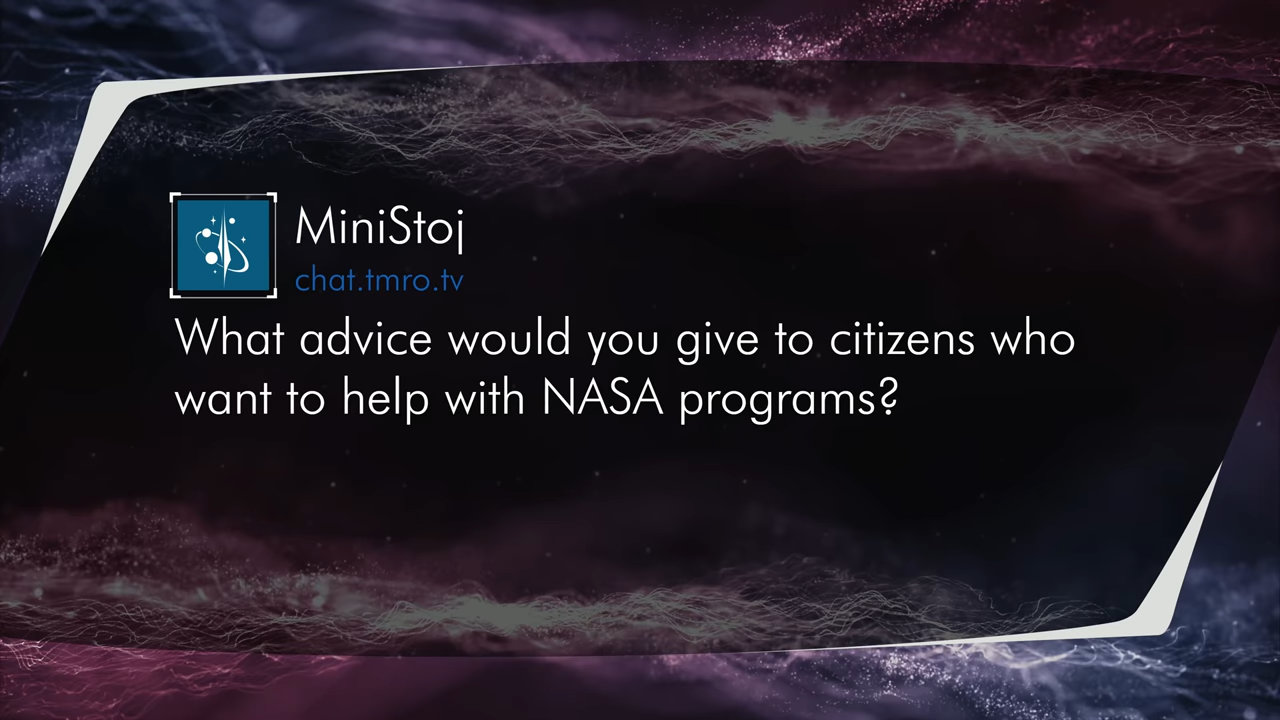 MiniStoj
chat.tmro.tv
What advice would you give to citizens who
want to help with NASA programs?